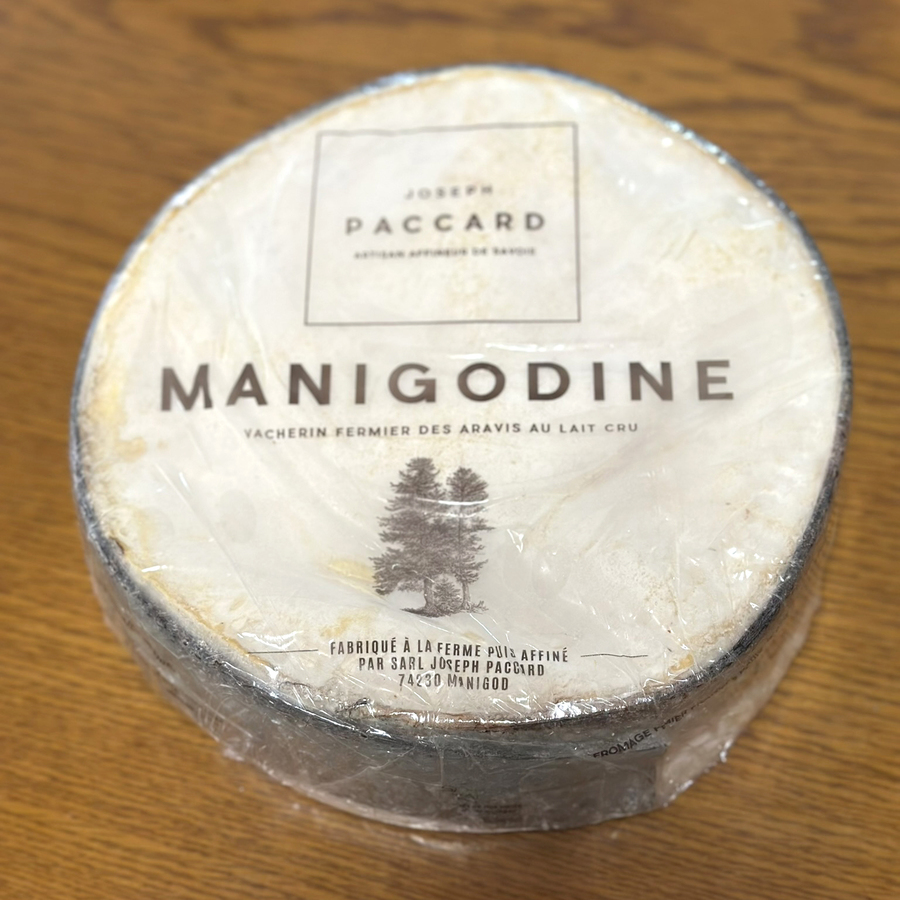 JOSEPH
PACCARD
ARTISAN AFFINEUR DE SAVOIE
MANIGODINE
VACHERIN FERMIER DES ARAVIS AU LAIT CRU
FABRIQUÉ À LA FERME PUIS AFFINÉ
PAR SARL JOSEPH PACCARD
74230 MANIGOD
FROMAGE